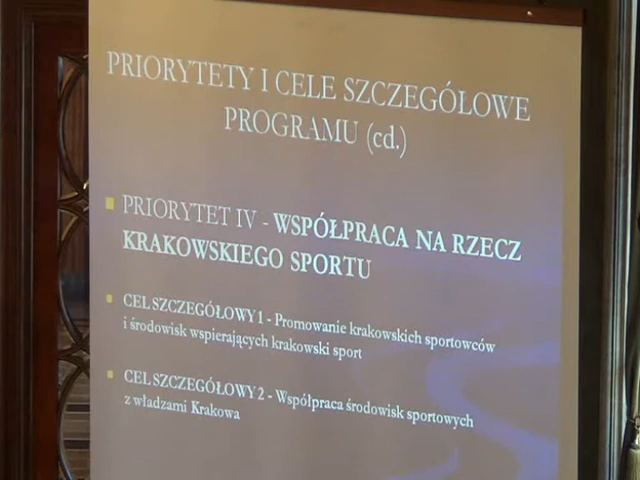 PRIORYTETY I CELE SZCZEGÓŁOWE
PROGRAMU (cd.)
PRIORYTET IV - WSPÓŁPRACA NA RZECZ
KRAKOWSKIEGO SPORTU
CEL SZCZEGÓŁOWY 1 - Promowanie krakowskich sportowców
i środowisk wspierających krakowski sport
CEL SZCZEGÓŁOWY 2 - Współpraca środowisk sportowych
z władzami Krakowa